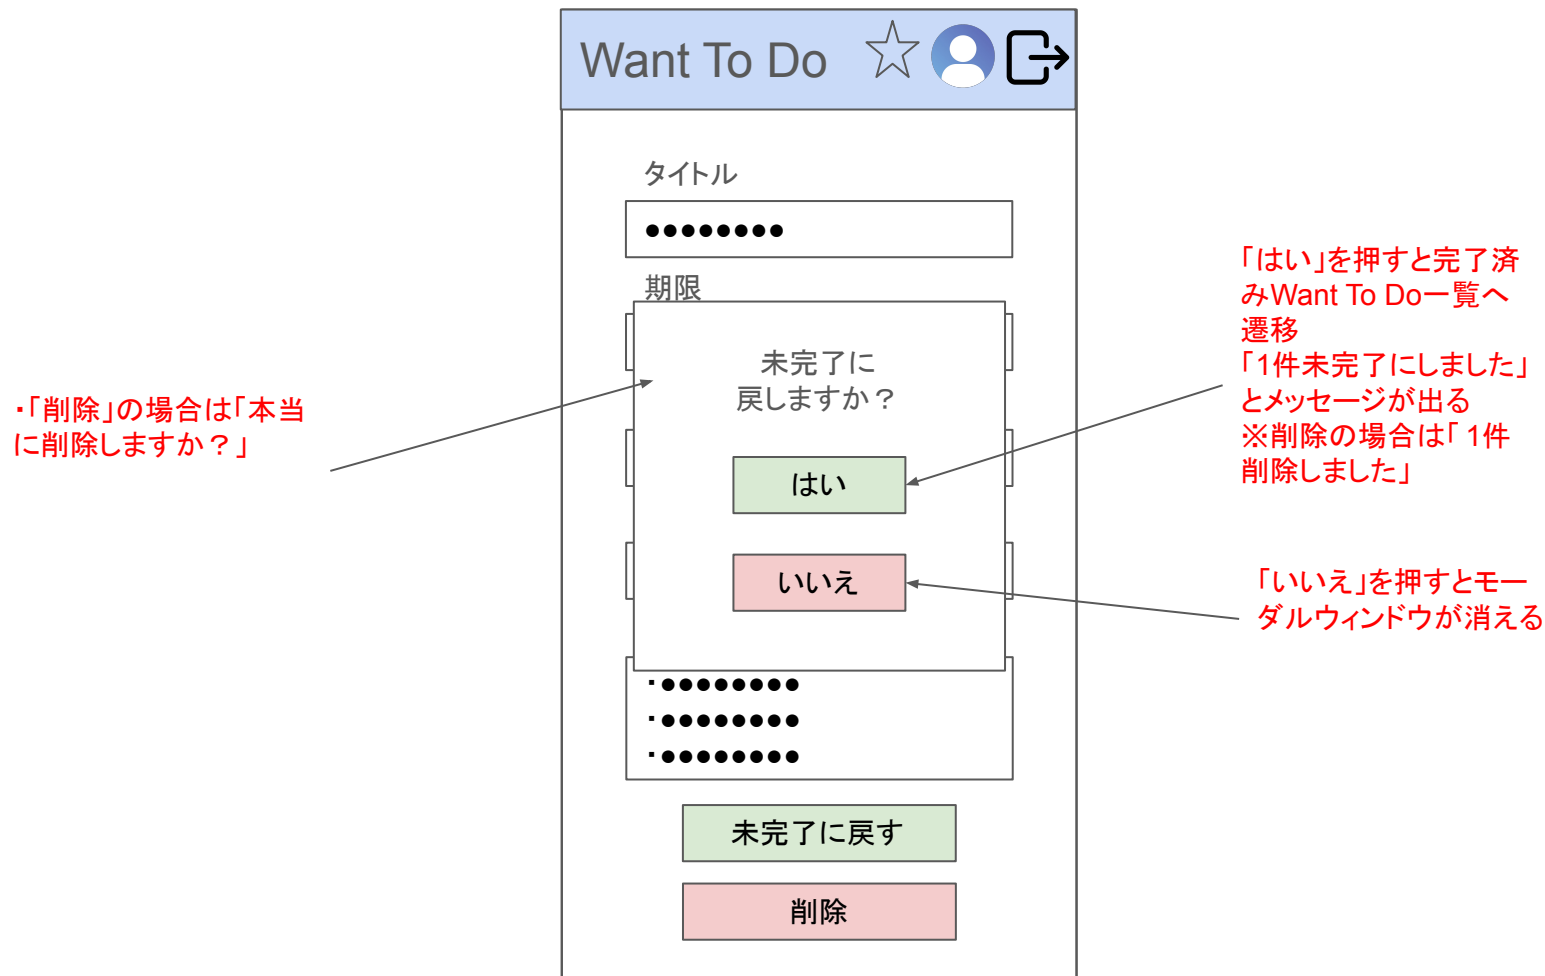 Want To Do
タイトル
●●●●●●●●
期限
未完了に
戻しますか？
はい
いいえ
・●●●●●●●●
・●●●●●●●●
・●●●●●●●●
未完了に戻す
削除
・「削除」の場合は「本当
に削除しますか？」
「はい」を押すと完了済
みWant To Do一覧へ
遷移
「1件未完了にしました」
とメッセージが出る
※削除の場合は「1件
削除しました」
「いいえ」を押すとモー
ダルウィンドウが消える